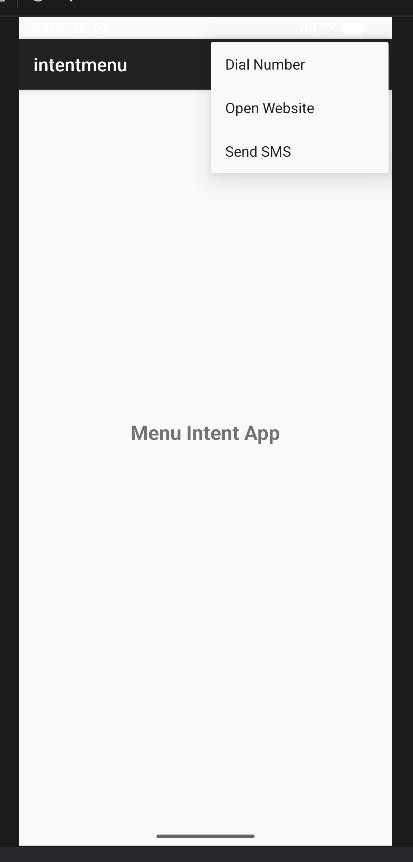 intentmenu
Dial Number
Open Website
Send SMS
Menu Intent App